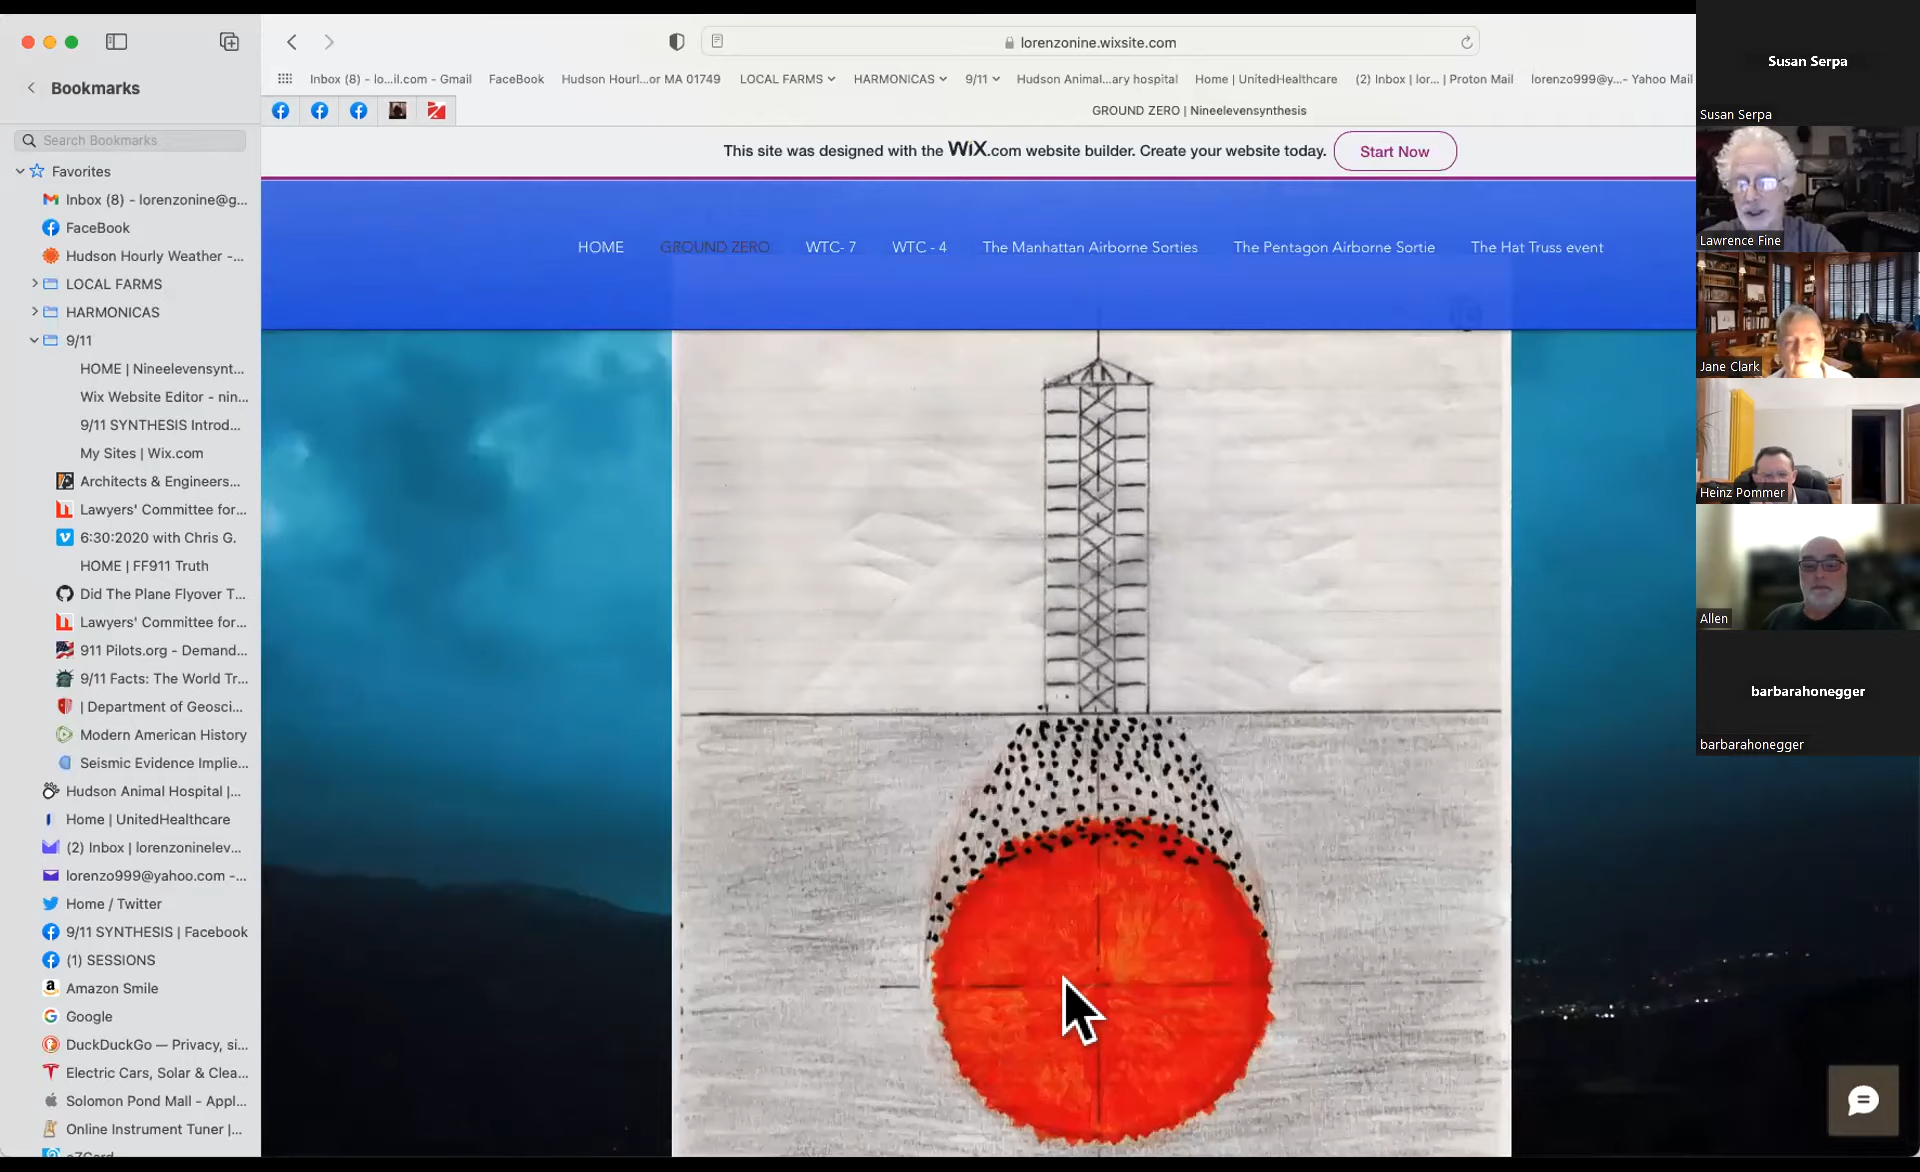 lorenzonine.wixsite.com
Bookmarks
Inbox (8) - lo...il.com - Gmail
FaceBook
Hudson Hourl...or MA 01749
LOCAL FARMS
HARMONICAS
9/11
Hudson Animal...ary hospital
Home | UnitedHealthcare
(2) Inbox | lor... | Proton Mail
lorenzo999@y...- Yahoo Mail
GROUND ZERO | Nineelevensynthesis
This site was designed with the WiX.com website builder. Create your website today.
Start Now
HOME
GROUND ZERO
WTC- 7
WTC - 4
The Manhattan Airborne Sorties
The Pentagon Airborne Sortie
The Hat Truss event
Search Bookmarks
Favorites
Inbox (8) - lorenzonine@g...
FaceBook
Hudson Hourly Weather -...
LOCAL FARMS
HARMONICAS
9/11
HOME | Nineelevensynt...
Wix Website Editor - nin...
9/11 SYNTHESIS Introd...
My Sites | Wix.com
Architects & Engineers...
Lawyers' Committee for...
6:30:2020 with Chris G.
HOME | FF911 Truth
Did The Plane Flyover T...
Lawyers' Committee for...
911 Pilots.org - Demand...
9/11 Facts: The World Tr...
| Department of Geosci...
Modern American History
Seismic Evidence Implie...
Hudson Animal Hospital |...
Home | UnitedHealthcare
(2) Inbox | lorenzoninelev...
lorenzo999@yahoo.com -...
Home / Twitter
9/11 SYNTHESIS | Facebook
(1) SESSIONS
Amazon Smile
Google
DuckDuckGo — Privacy, si...
Electric Cars, Solar & Clea...
Solomon Pond Mall - Appl...
Online Instrument Tuner |...
Susan Serpa
Susan Serpa
Lawrence Fine
Jane Clark
Heinz Pommer
Allen
barbarahonegger
barbarahonegger